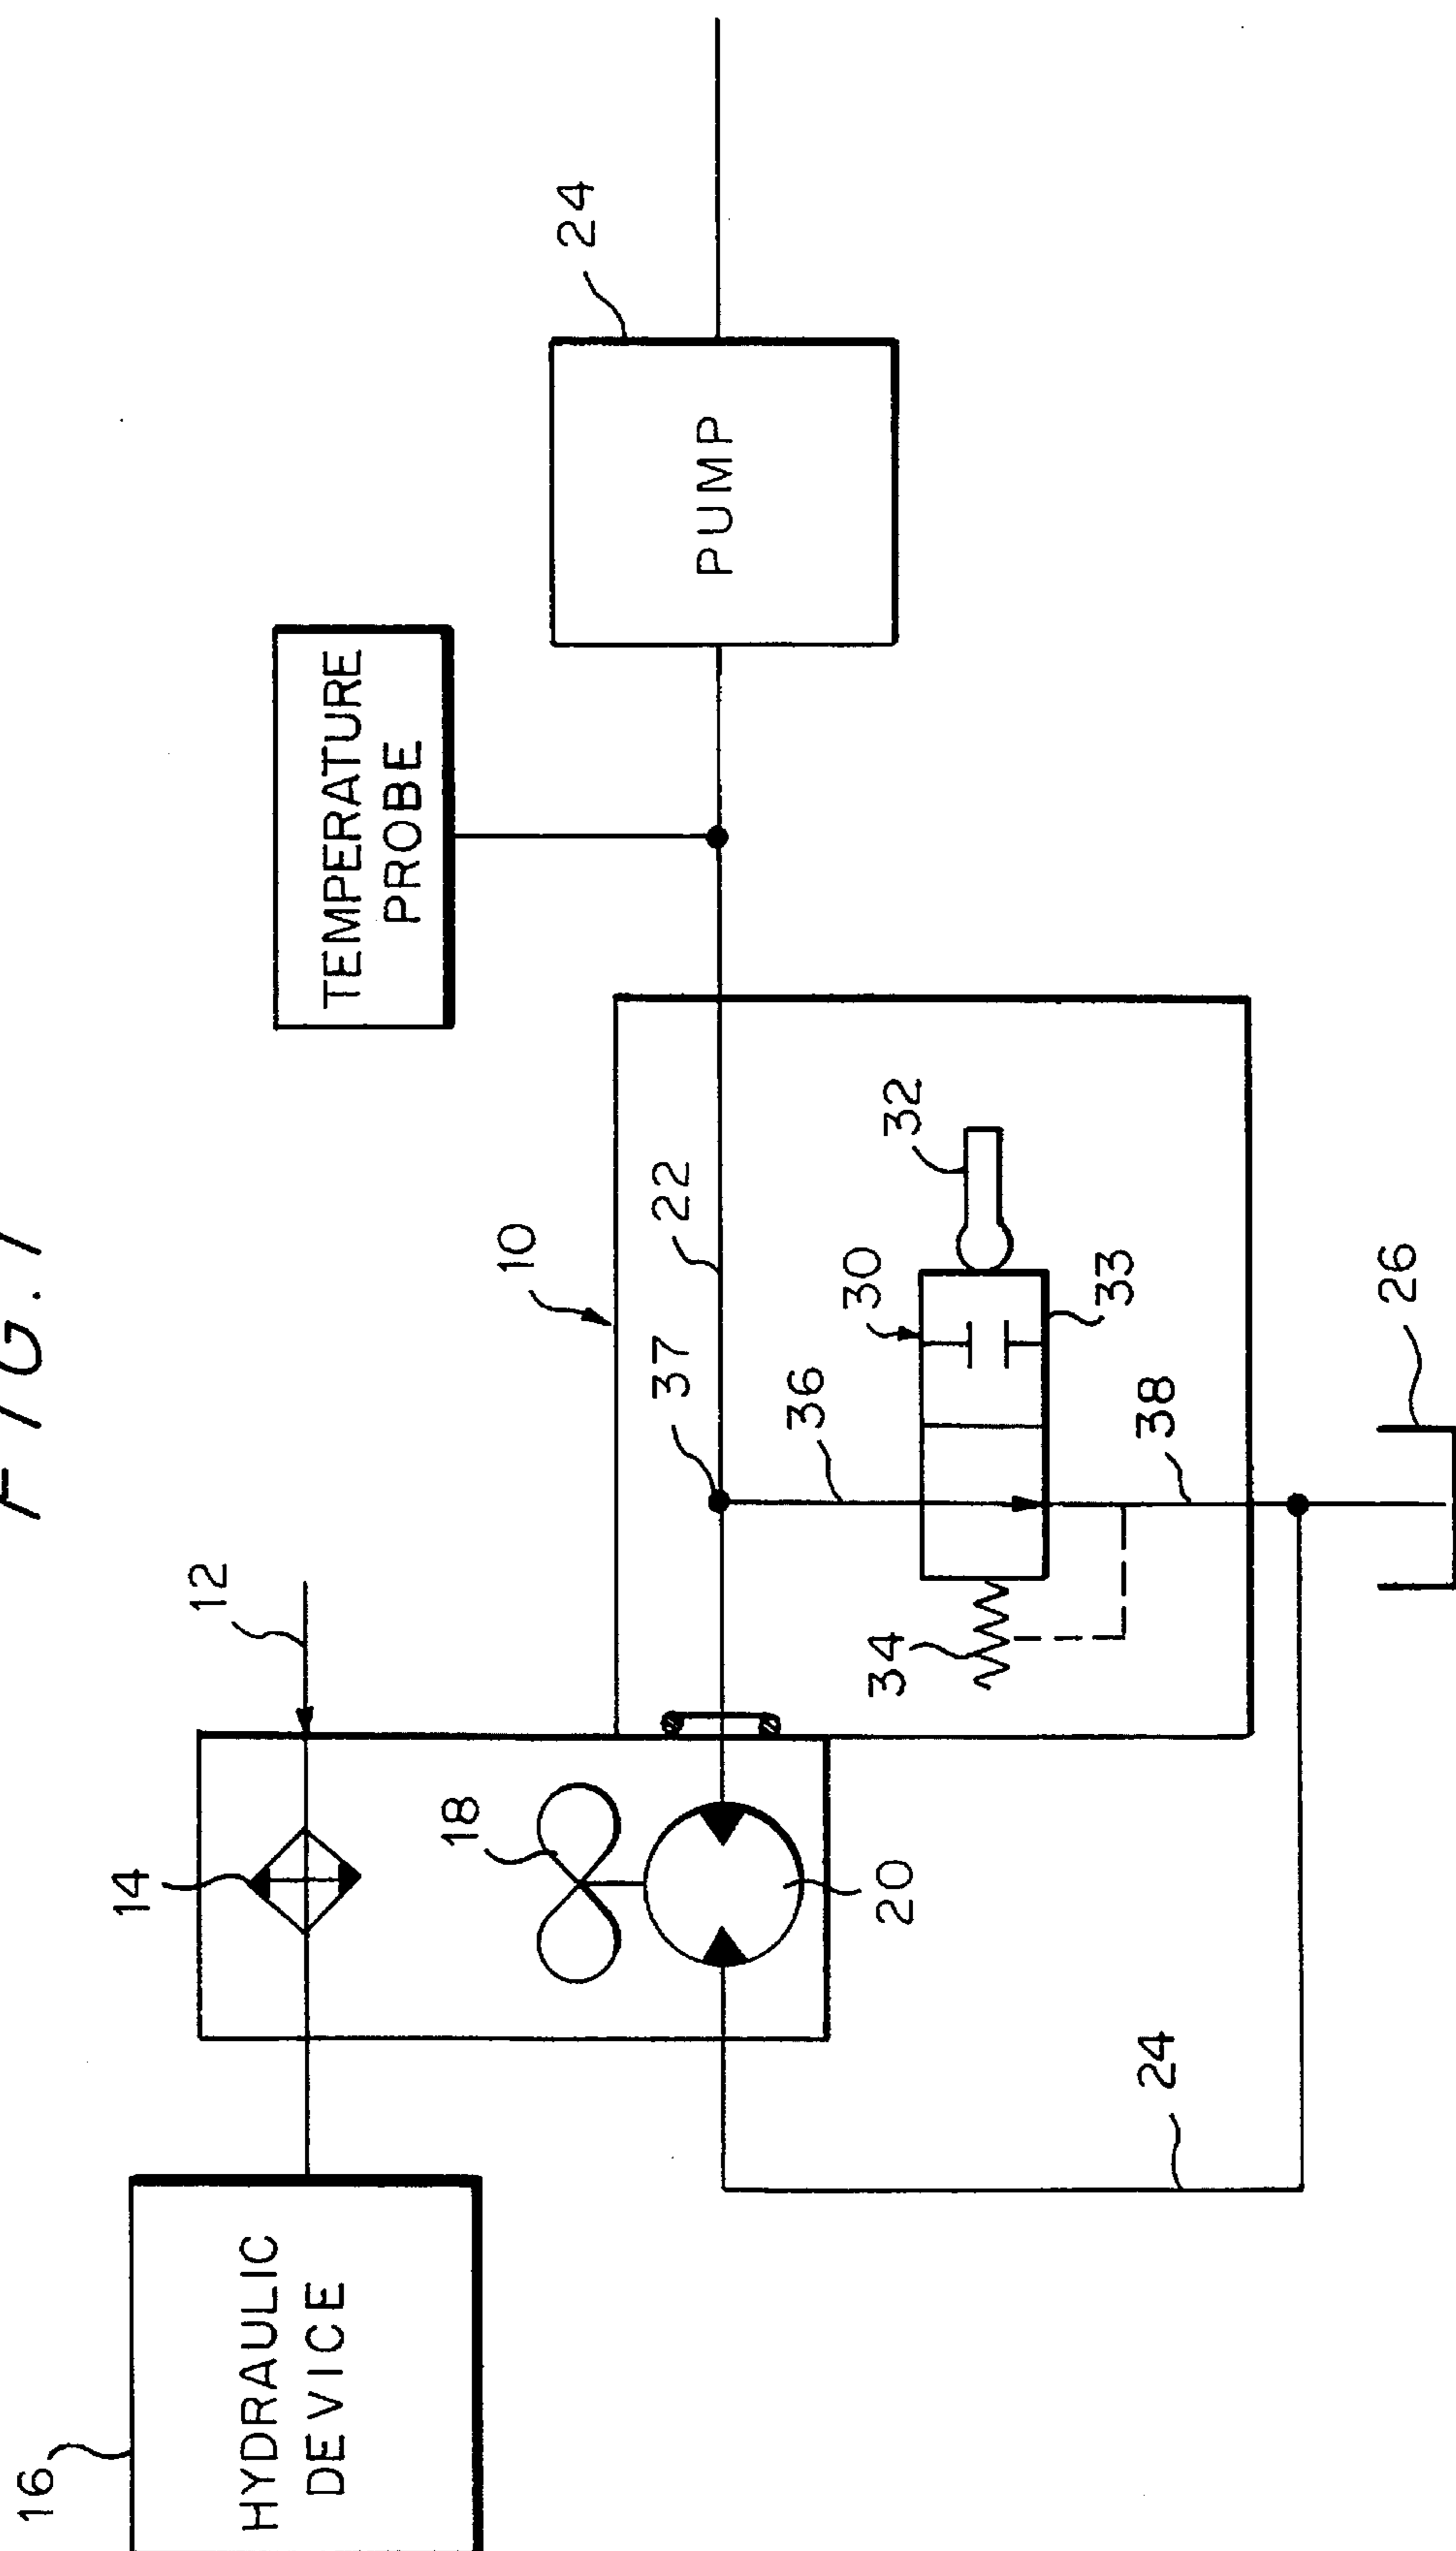 FIG. 1
16
HYDRAULIC
DEVICE
14
12
18
20
24
10
37
22
36
30
32
33
34
38
26
TEMPERATURE
PROBE
24
PUMP